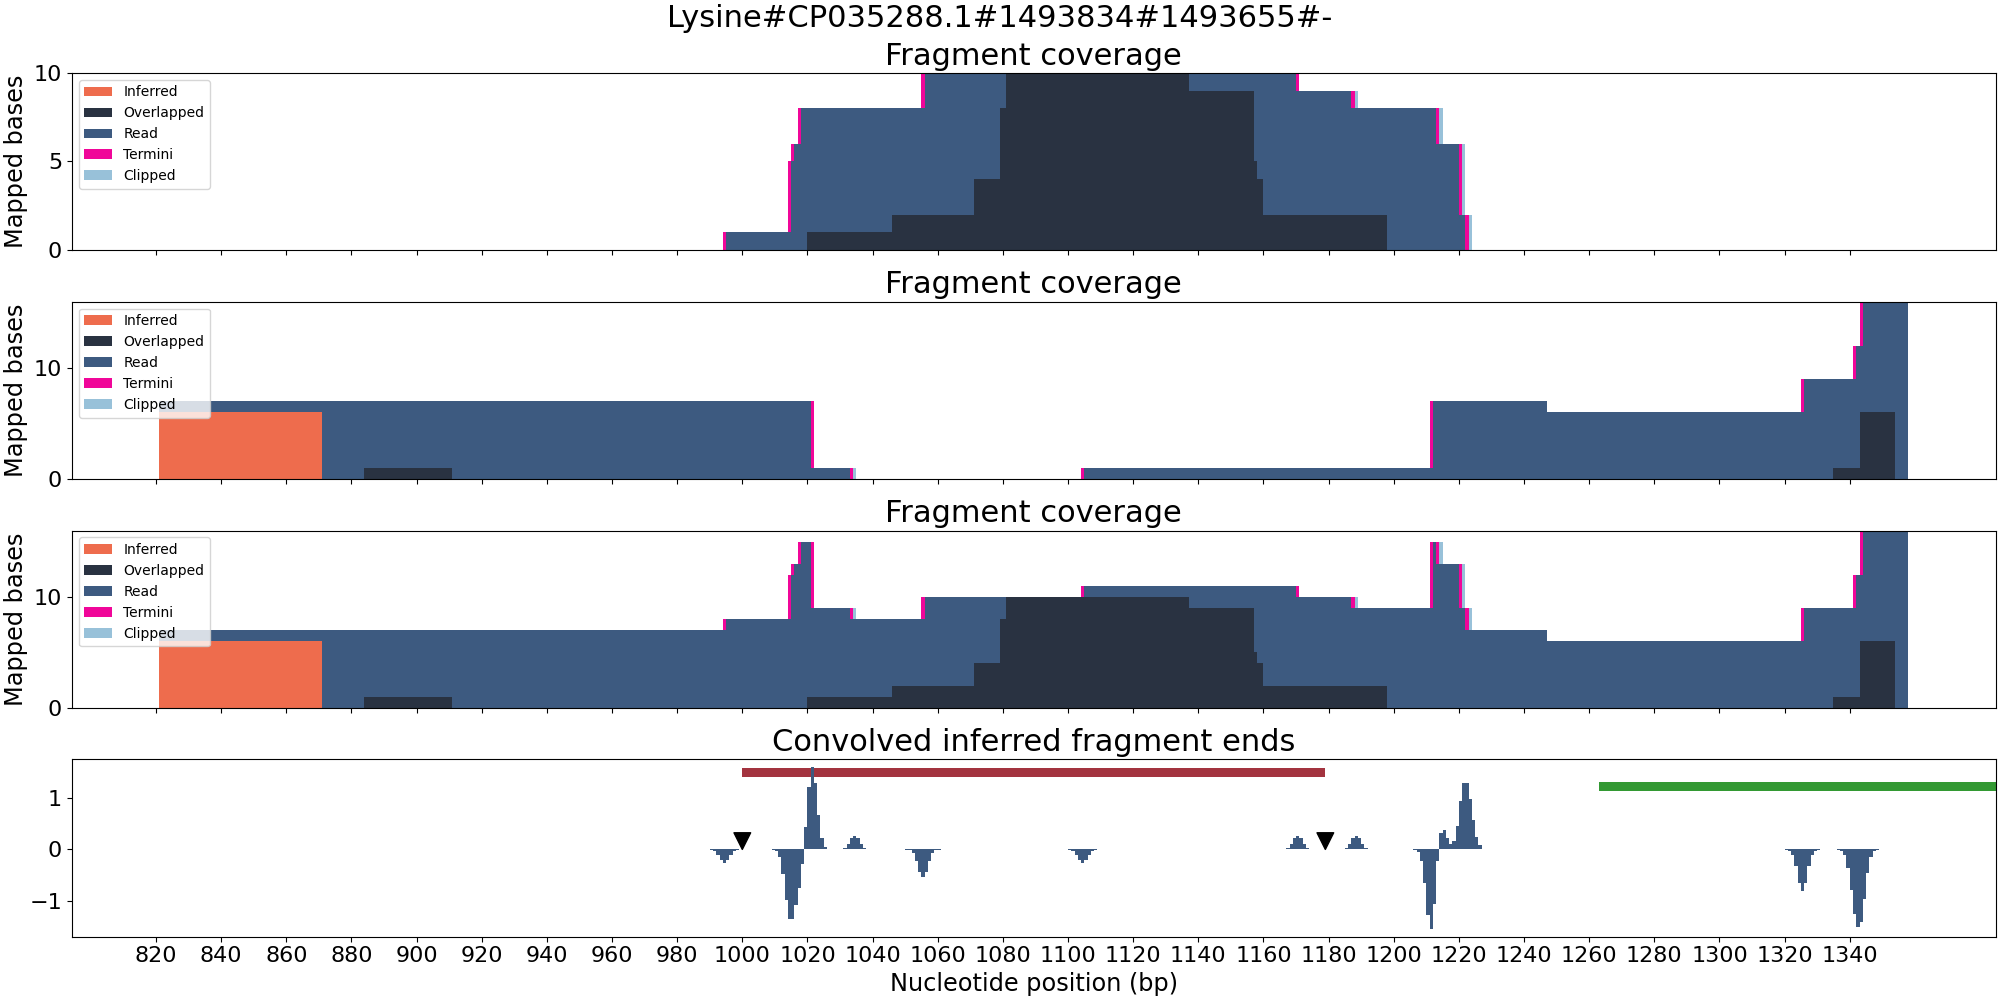 Lysine#CP035288.1#1493834#1493655#-
Fragment coverage
10
5
0
Mapped bases
Inferred
Overlapped
Read
Termini
Clipped
Fragment coverage
10
0
Mapped bases
Inferred
Overlapped
Read
Termini
Clipped
Fragment coverage
10
0
Mapped bases
Inferred
Overlapped
Read
Termini
Clipped
Convolved inferred fragment ends
1
0
−1
820 840 860 880 900 920 940 960 980 1000 1020 1040 1060 1080 1100 1120 1140 1160 1180 1200 1220 1240 1260 1280 1300 1320 1340
Nucleotide position (bp)